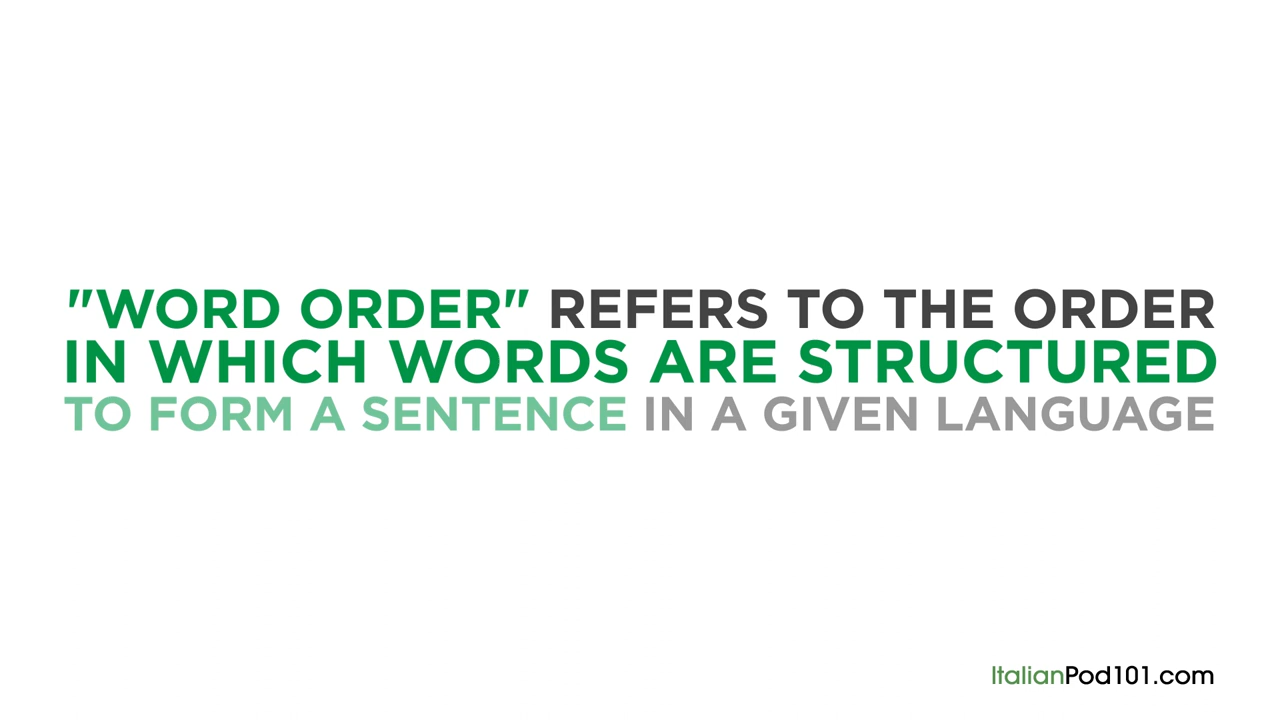 "WORD ORDER" REFERS TO THE ORDER
IN WHICH WORDS ARE STRUCTURED
TO FORM A SENTENCE IN A GIVEN LANGUAGE
ItalianPod101.com